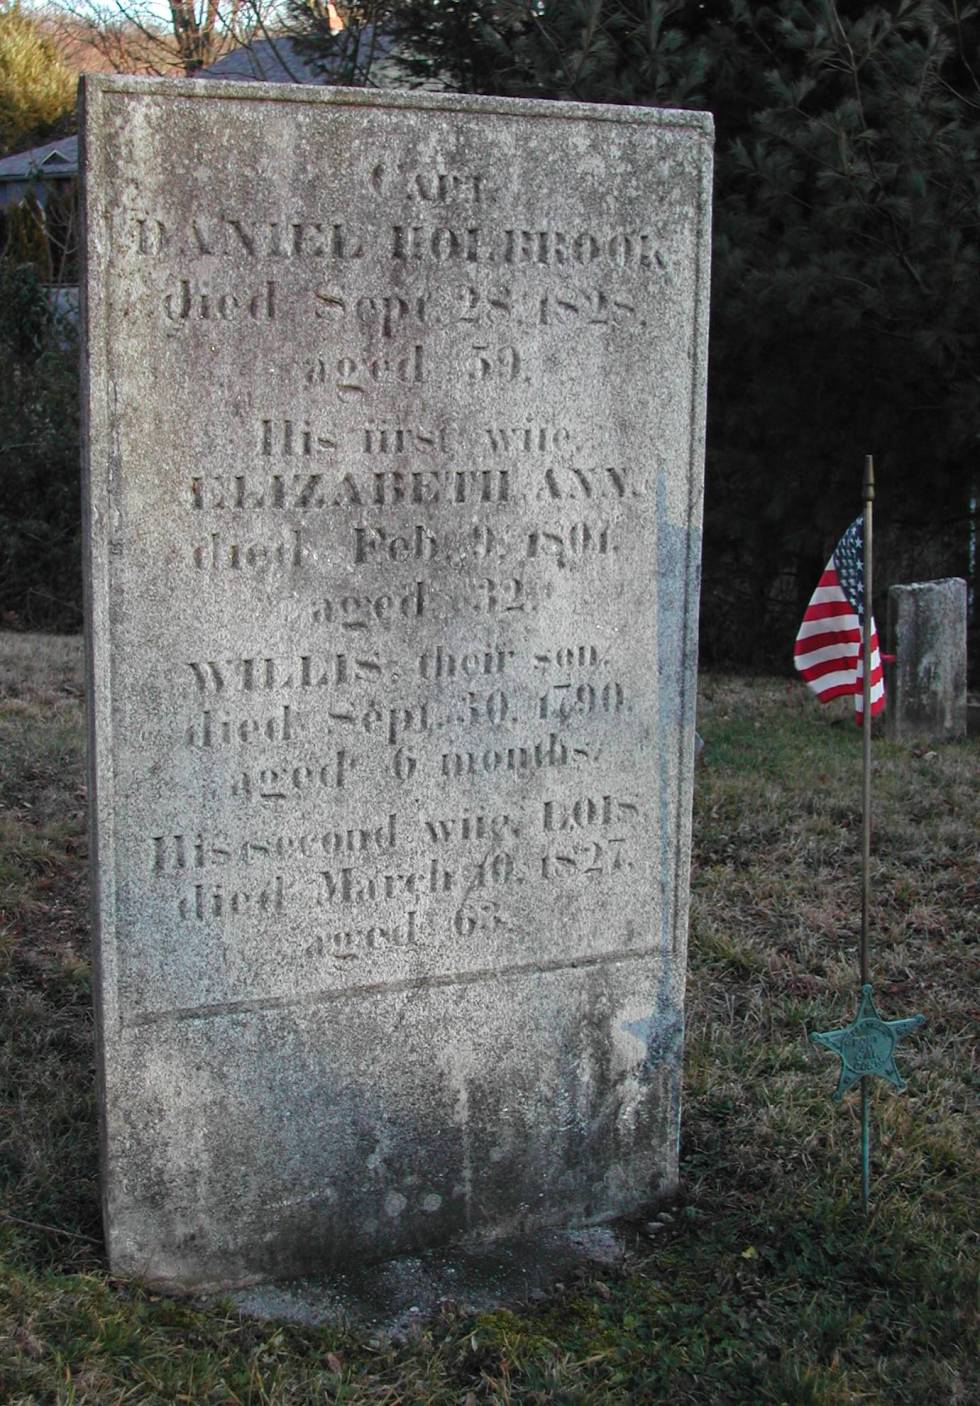 Capt.
DANIEL HOLBROOK,
died Sept. 28, 1828,
aged 59.
His first wife,
ELIZABETH ANN,
died Feb. 9, 1801,
aged 32.
WILLIS, their son,
died Sept. 30, 1790,
aged 6 months.
His second wife, LOIS
died March 10, 1827,
aged 63.